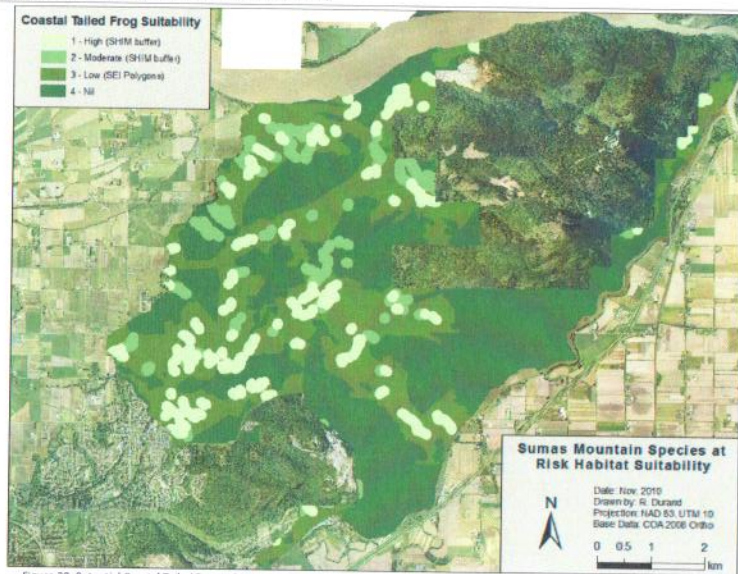 Coastal Tailed Frog Suitability
1 - High (SHIM buffer)
2 - Moderate (SHIM buffer)
3 - Low (SEI Polygons)
4 - Nil
Sumas Mountain Species at
Risk Habitat Suitability
Date: Nov. 2010
Drawn by: R. Durand
Projection: NAD 83, UTM 10
Base Data: COA 2008 Ortho
N
0 0.5 1 2
km